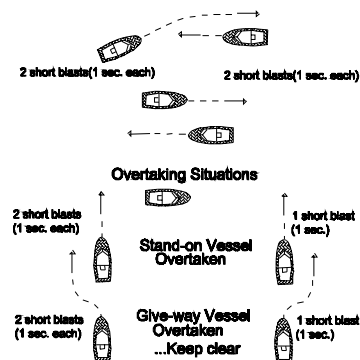 2 short blasts(1 sec. each)
2 short blasts(1 sec. each)
Overtaking Situations
2 short blasts
(1 sec. each)
1 short blast
(1 sec.)
Stand-on Vessel
Overtaken
2 short blasts
(1 sec. each)
Give-way Vessel
Overtaken
...Keep clear
1 short blast
(1 sec.)